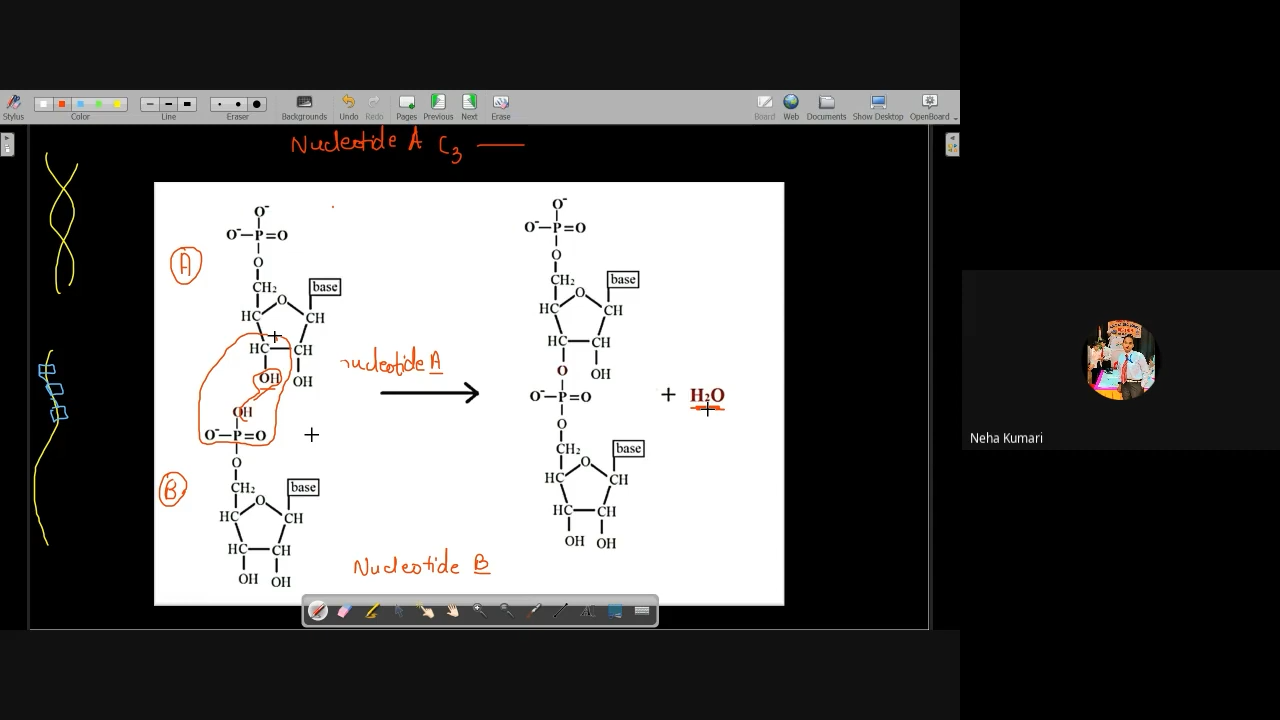 Stylus
Color
Line
Eraser
Backgrounds
Undo
Redo
Pages
Previous
Next
Erase
Board
Web
Documents
Show Desktop
OpenBoard
Nucleotide A C3
O-
O-–P=O
O
CH2
base
O
HC
CH
HC
CH
OH
OH
A
OH
O-–P=O
O
CH2
base
O
HC
CH
HC
CH
OH
OH
B
nucleotide A
Nucleotide B
O-
O-–P=O
O
CH2
base
O
HC
CH
HC
CH
O
OH
O-–P=O
O
CH2
base
O
HC
CH
HC
CH
OH
OH
+ H2O
Neha Kumari